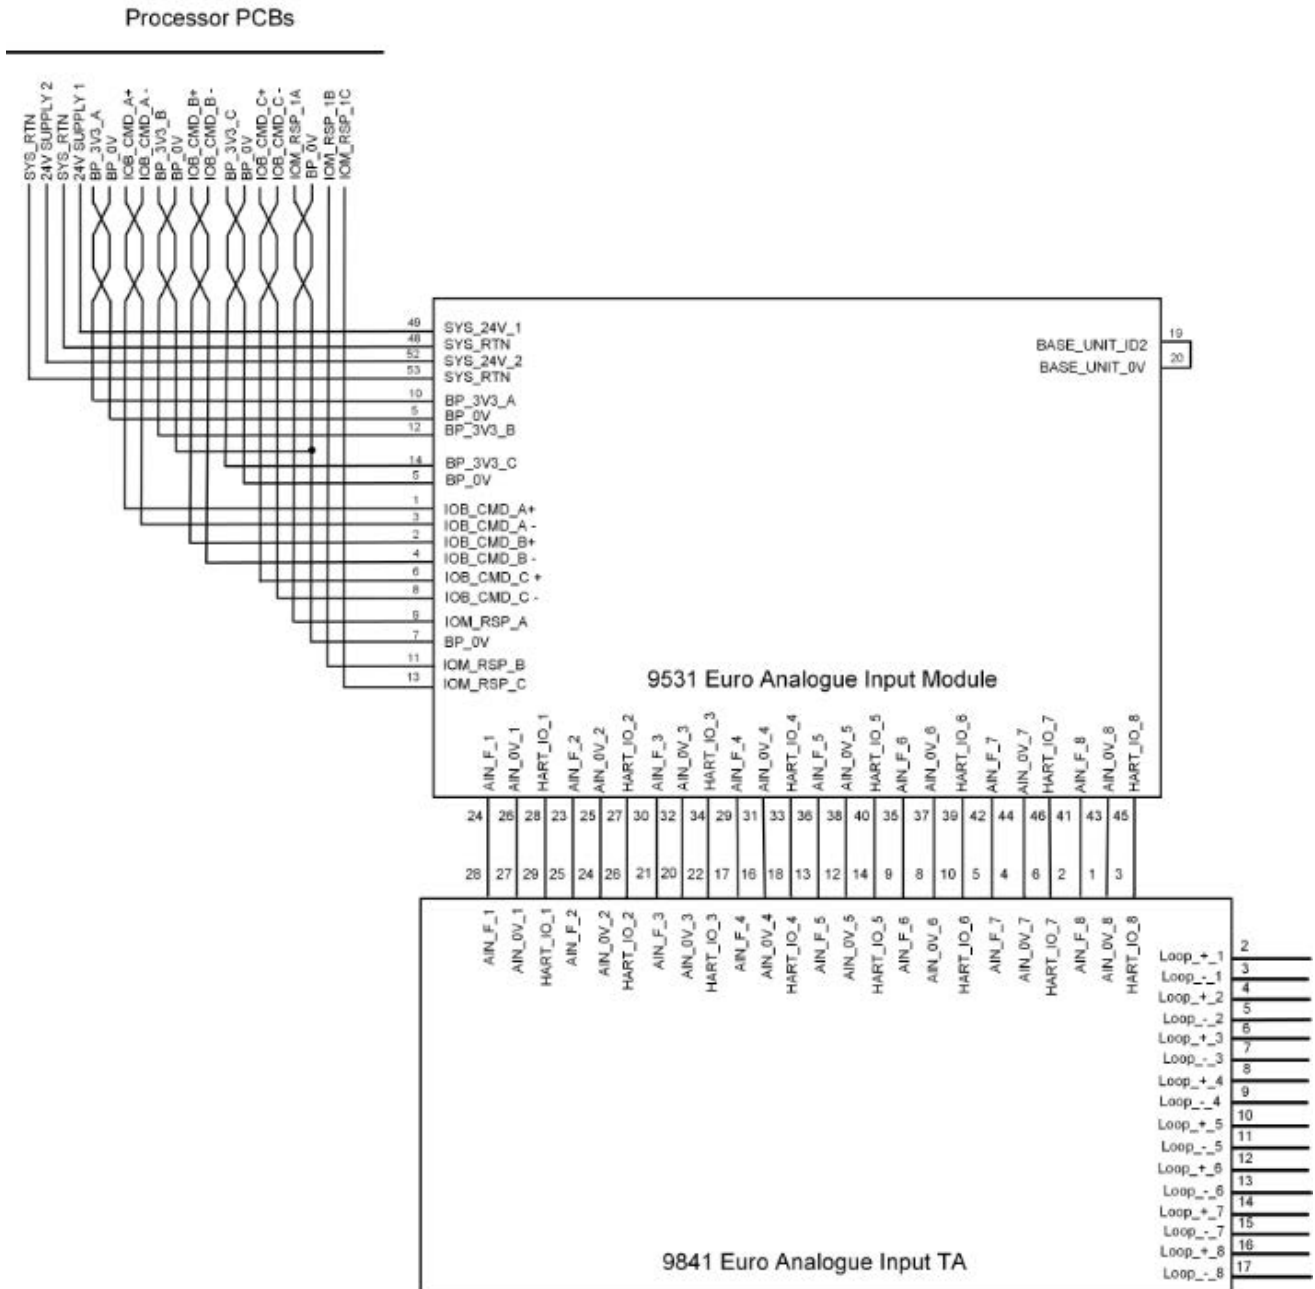 Processor PCBs
SYS_RTN
24V SUPPLY 2
SYS_RTN
24V SUPPLY 1
BP_3V3_A
BP_0V
IOB_CMD_A+
IOB_CMD_A -
BP_3V3_B
BP_0V
IOB_CMD_B+
IOB_CMD_B -
BP_3V3_C
BP_0V
IOB_CMD_C+
IOB_CMD_C -
IOM_RSP_1A
BP_0V
IOM_RSP_1B
IOM_RSP_1C
49 SYS_24V_1
48 SYS_RTN
52 SYS_24V_2
53 SYS_RTN
10 BP_3V3_A
5 BP_0V
12 BP_3V3_B
14 BP_3V3_C
5 BP_0V
1 IOB_CMD_A+
3 IOB_CMD_A -
2 IOB_CMD_B+
4 IOB_CMD_B -
6 IOB_CMD_C +
8 IOB_CMD_C -
9 IOM_RSP_A
7 BP_0V
11 IOM_RSP_B
13 IOM_RSP_C
BASE_UNIT_ID2 19
BASE_UNIT_0V 20
9531 Euro Analogue Input Module
AIN_F_1
AIN_0V_1
HART_IO_1
AIN_F_2
AIN_0V_2
HART_IO_2
AIN_F_3
AIN_0V_3
HART_IO_3
AIN_F_4
AIN_0V_4
HART_IO_4
AIN_F_5
AIN_0V_5
HART_IO_5
AIN_F_6
AIN_0V_6
HART_IO_6
AIN_F_7
AIN_0V_7
HART_IO_7
AIN_F_8
AIN_0V_8
HART_IO_8
24 26 28 23 25 27 30 32 34 29 31 33 36 38 40 35 37 39 42 44 46 41 43 45
28 27 29 25 24 26 21 20 22 17 16 18 13 12 14 9 8 10 5 4 6 2 1 3
AIN_F_1
AIN_0V_1
HART_IO_1
AIN_F_2
AIN_0V_2
HART_IO_2
AIN_F_3
AIN_0V_3
HART_IO_3
AIN_F_4
AIN_0V_4
HART_IO_4
AIN_F_5
AIN_0V_5
HART_IO_5
AIN_F_6
AIN_0V_6
HART_IO_6
AIN_F_7
AIN_0V_7
HART_IO_7
AIN_F_8
AIN_0V_8
HART_IO_8
Loop_+_1 2
Loop_-_1 3
Loop_+_2 4
Loop_-_2 5
Loop_+_3 6
Loop_-_3 7
Loop_+_4 8
Loop_-_4 9
Loop_+_5 10
Loop_-_5 11
Loop_+_6 12
Loop_-_6 13
Loop_+_7 14
Loop_-_7 15
Loop_+_8 16
Loop_-_8 17
9841 Euro Analogue Input TA